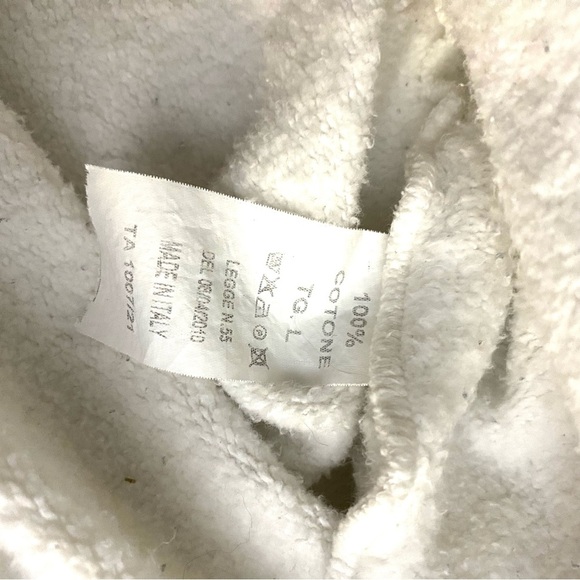 100%
COTONE
TG. L
LEGGE N.55
DEL 08/04/2010
MADE IN ITALY
TA 1007/21